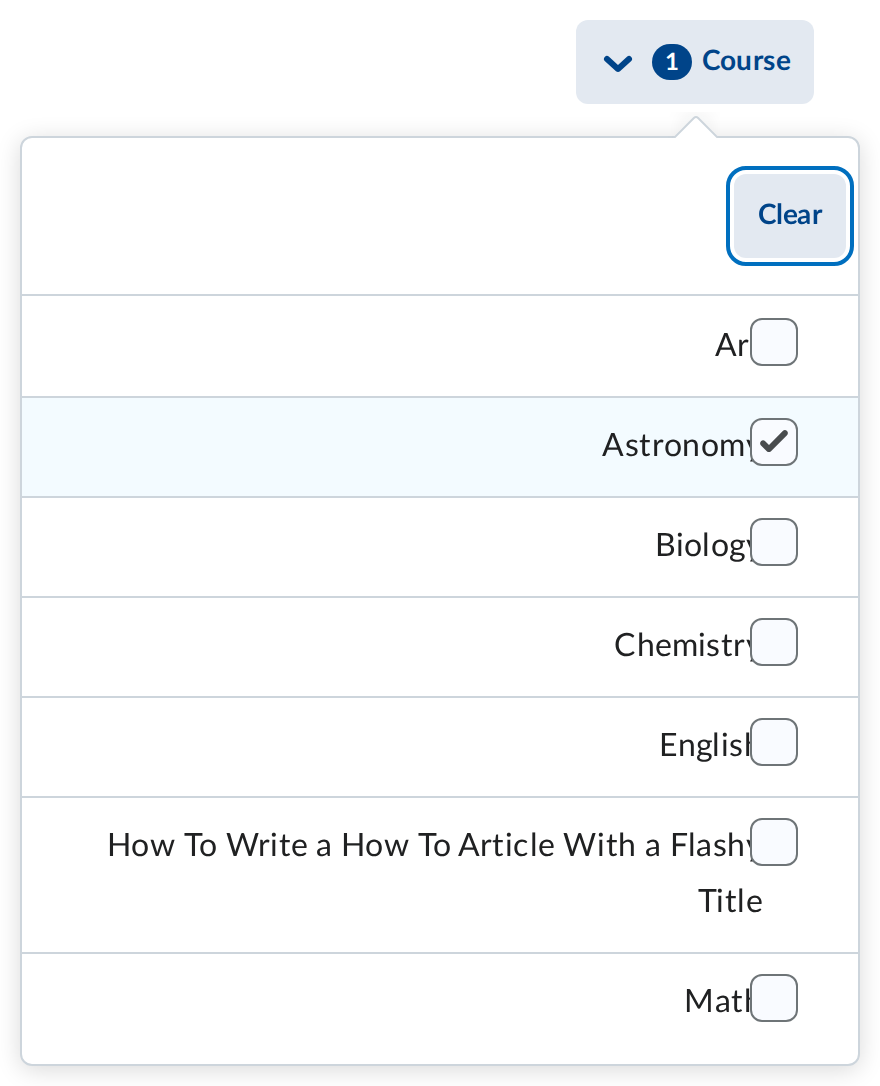 1 Course
Clear
Ar
Astronomy
Biology
Chemistry
English
How To Write a How To Article With a Flashy
Title
Math